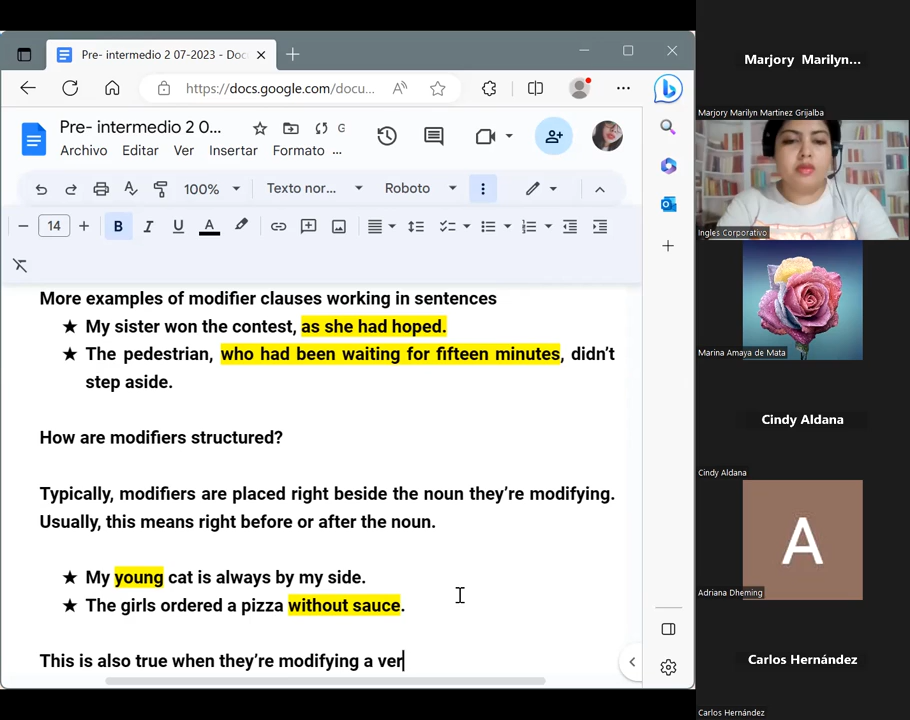 Pre- intermedio 2 07-2023 - Doc
https://docs.google.com/docu...
Pre- intermedio 2 0...
G
Archivo Editar Ver Insertar Formato ...
100% Texto nor... Roboto
14 B I U A
More examples of modifier clauses working in sentences
★ My sister won the contest, as she had hoped.
★ The pedestrian, who had been waiting for fifteen minutes, didn't
step aside.
How are modifiers structured?
Typically, modifiers are placed right beside the noun they're modifying.
Usually, this means right before or after the noun.
★ My young cat is always by my side.
★ The girls ordered a pizza without sauce.
This is also true when they're modifying a ver
Marjory Marilyn...
Marjory Marilyn Martinez Grijalba
Ingles Corporativo
Marina Amaya de Mata
Cindy Aldana
Cindy Aldana
A
Adriana Dheming
Carlos Hernández
Carlos Hernández